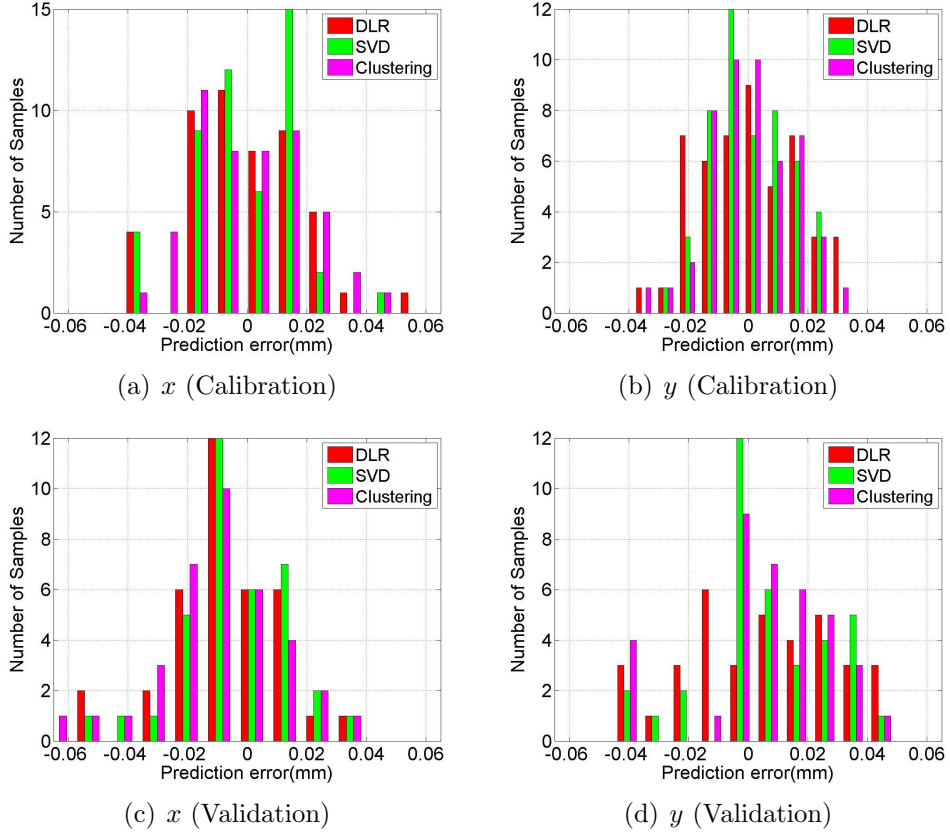 15
10
5
0
Number of Samples
DLR
SVD
Clustering
-0.06 -0.04 -0.02 0 0.02 0.04 0.06
Prediction error(mm)
(a) x (Calibration)
12
10
8
6
4
2
0
Number of Samples
DLR
SVD
Clustering
-0.06 -0.04 -0.02 0 0.02 0.04 0.06
Prediction error(mm)
(b) y (Calibration)
12
10
8
6
4
2
0
Number of Samples
DLR
SVD
Clustering
-0.06 -0.04 -0.02 0 0.02 0.04 0.06
Prediction error(mm)
(c) x (Validation)
12
10
8
6
4
2
0
Number of Samples
DLR
SVD
Clustering
-0.06 -0.04 -0.02 0 0.02 0.04 0.06
Prediction error(mm)
(d) y (Validation)